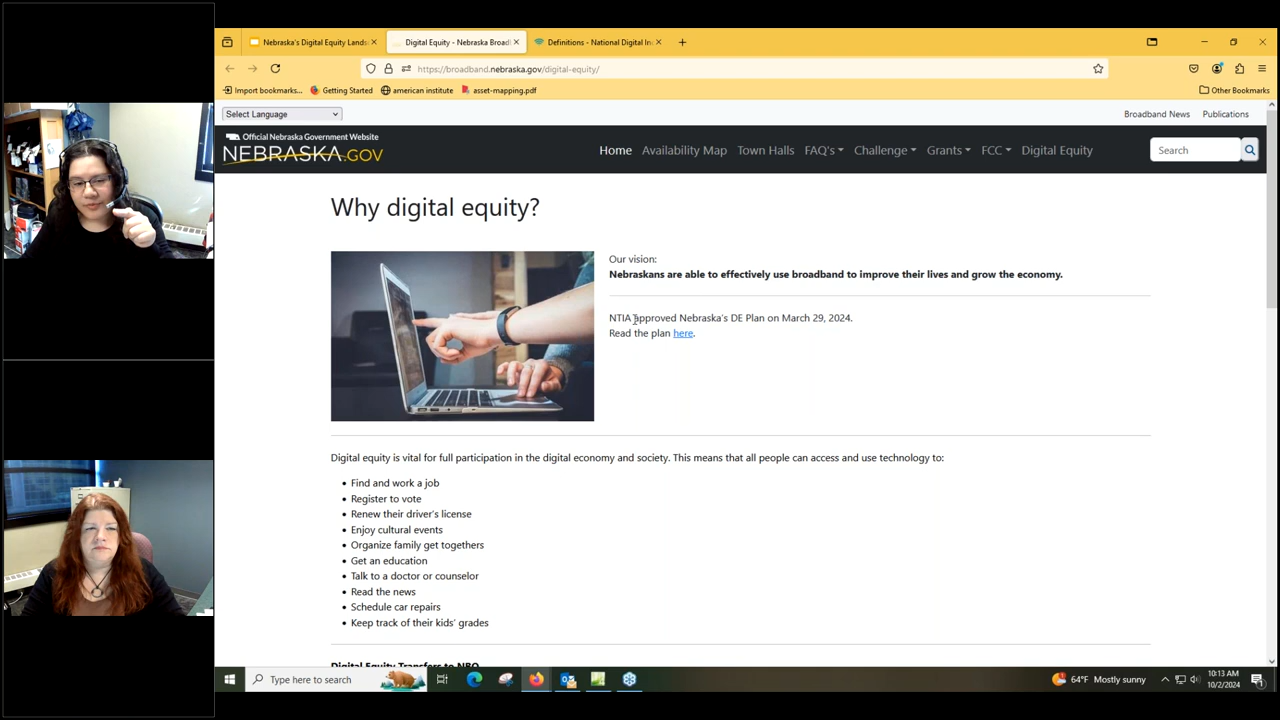 Nebraska's Digital Equity Lands
Digital Equity - Nebraska Broad
Definitions - National Digital In
https://broadband.nebraska.gov/digital-equity/
Import bookmarks...
Getting Started
american institute
asset-mapping.pdf
Other Bookmarks
Select Language
Broadband News
Publications
Official Nebraska Government Website
NEBRASKA.GOV
Home
Availability Map
Town Halls
FAQ's
Challenge
Grants
FCC
Digital Equity
Search
Why digital equity?
Our vision:
Nebraskans are able to effectively use broadband to improve their lives and grow the economy.
NTIA approved Nebraska's DE Plan on March 29, 2024.
Read the plan here.
Digital equity is vital for full participation in the digital economy and society. This means that all people can access and use technology to:
Find and work a job
Register to vote
Renew their driver's license
Enjoy cultural events
Organize family get togethers
Get an education
Talk to a doctor or counselor
Read the news
Schedule car repairs
Keep track of their kids' grades
Digital Equity Transfers to NBO
Type here to search
64°F Mostly sunny
10:13 AM
10/2/2024